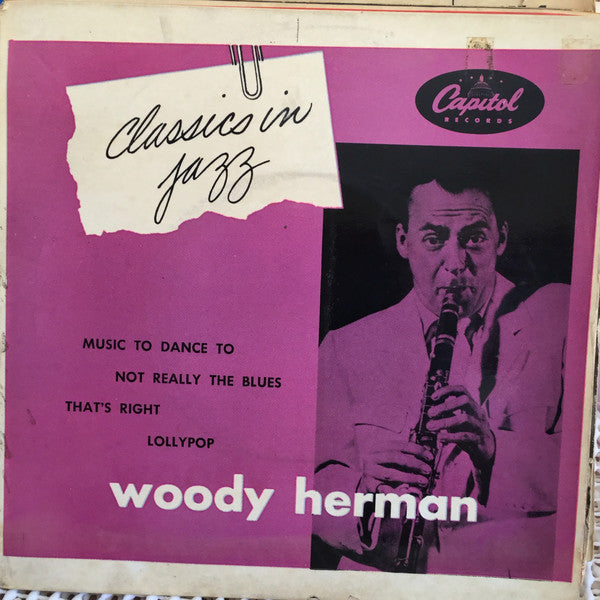 Classics in
jazz
Capitol
RECORDS
MUSIC TO DANCE TO
NOT REALLY THE BLUES
THAT'S RIGHT
LOLLYPOP
woody herman